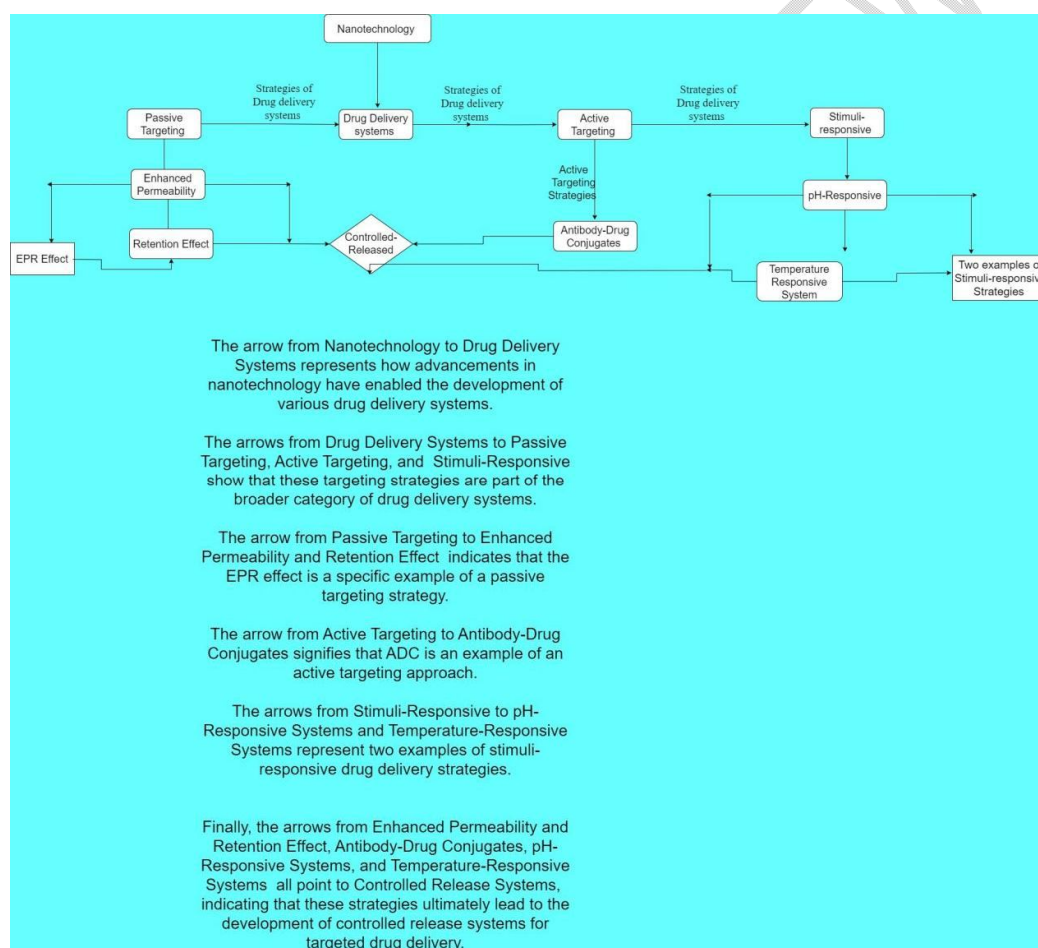 Nanotechnology
Strategies of
Drug delivery
systems
Strategies of
Drug delivery
systems
Strategies of
Drug delivery
systems
Passive
Targeting
Drug Delivery
systems
Active
Targeting
Stimuli-
responsive
Enhanced
Permeability
Active
Targeting
Strategies
pH-Responsive
EPR Effect
Retention Effect
Controlled-
Released
Antibody-Drug
Conjugates
Temperature
Responsive
System
Two examples o
Stimuli-responsiv
Strategies
The arrow from Nanotechnology to Drug Delivery
Systems represents how advancements in
nanotechnology have enabled the development of
various drug delivery systems.
The arrows from Drug Delivery Systems to Passive
Targeting, Active Targeting, and Stimuli-Responsive
show that these targeting strategies are part of the
broader category of drug delivery systems.
The arrow from Passive Targeting to Enhanced
Permeability and Retention Effect indicates that the
EPR effect is a specific example of a passive
targeting strategy.
The arrow from Active Targeting to Antibody-Drug
Conjugates signifies that ADC is an example of an
active targeting approach.
The arrows from Stimuli-Responsive to pH-
Responsive Systems and Temperature-Responsive
Systems represent two examples of stimuli-
responsive drug delivery strategies.
Finally, the arrows from Enhanced Permeability and
Retention Effect, Antibody-Drug Conjugates, pH-
Responsive Systems, and Temperature-Responsive
Systems all point to Controlled Release Systems,
indicating that these strategies ultimately lead to the
development of controlled release systems for
targeted drug delivery.